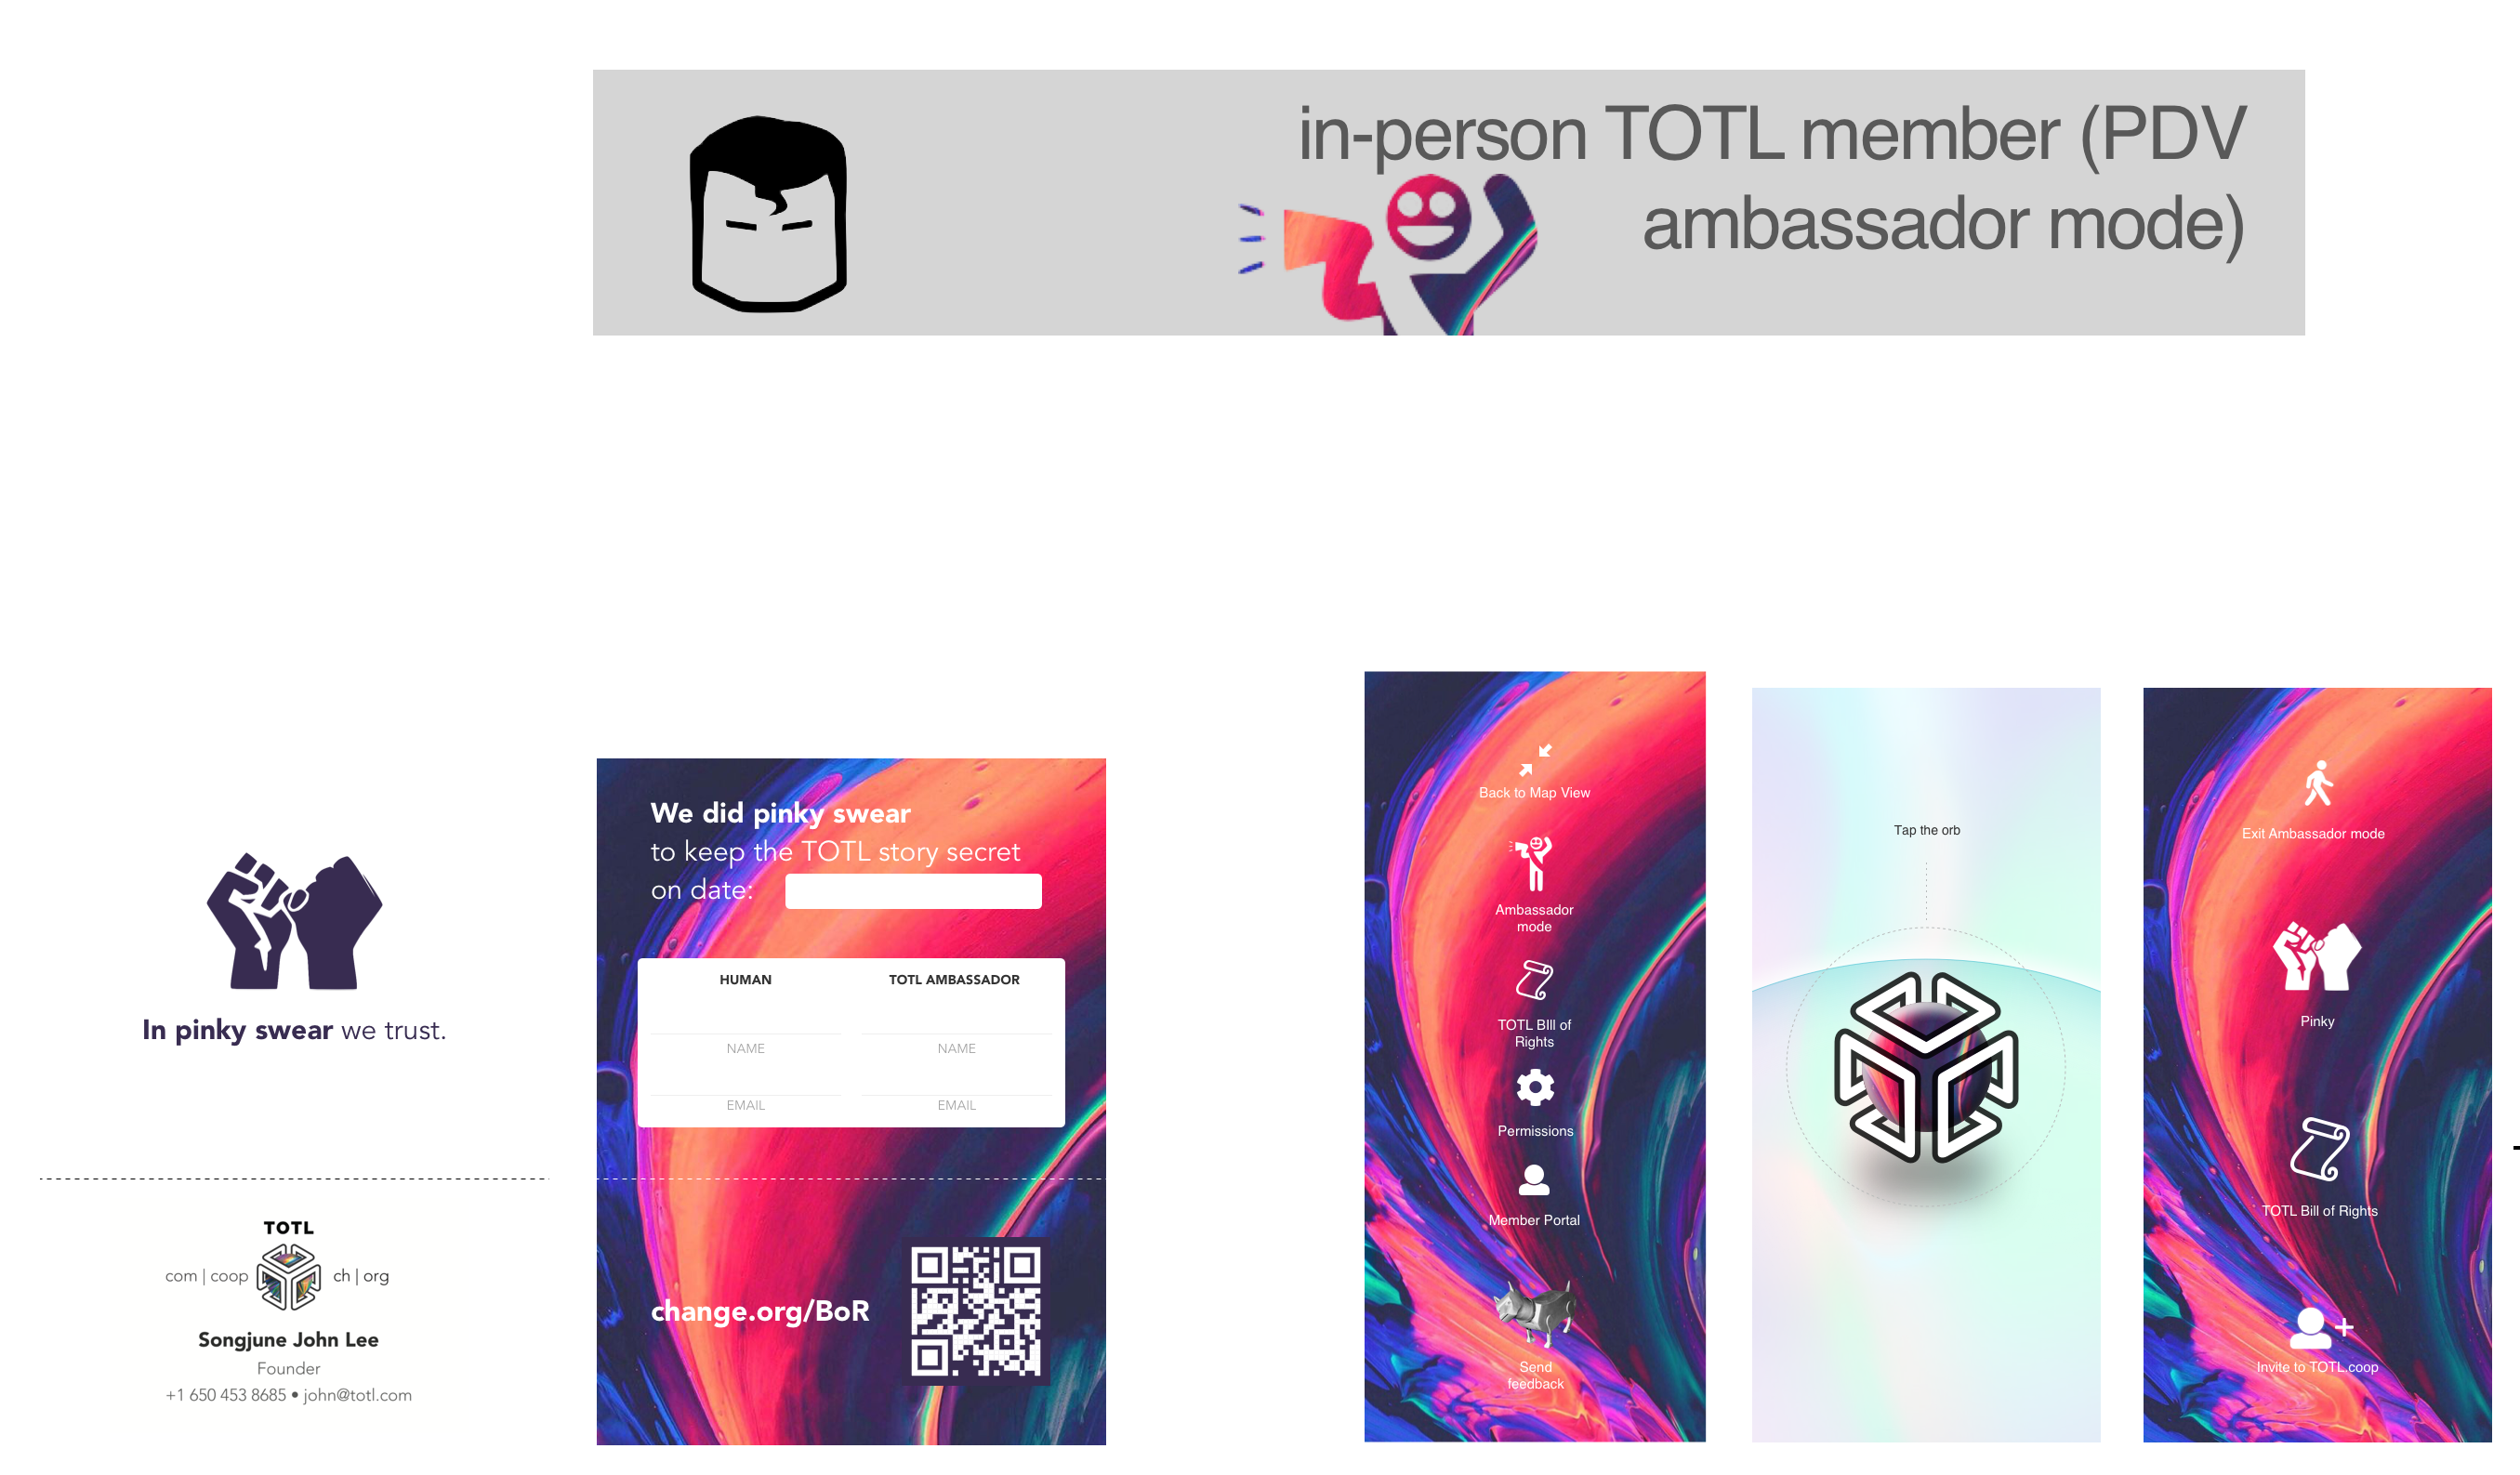 in-person TOTL member (PDV
ambassador mode)
In pinky swear we trust.
TOTL
com | coop
ch | org
Songjune John Lee
Founder
+1 650 453 8685 • john@totl.com
We did pinky swear
to keep the TOTL story secret
on date:
HUMAN
TOTL AMBASSADOR
NAME
NAME
EMAIL
EMAIL
change.org/BoR
Back to Map View
Ambassador
mode
TOTL BIll of
Rights
Permissions
Member Portal
Send
feedback
Tap the orb
Exit Ambassador mode
Pinky
TOTL Bill of Rights
Invite to TOTL.coop